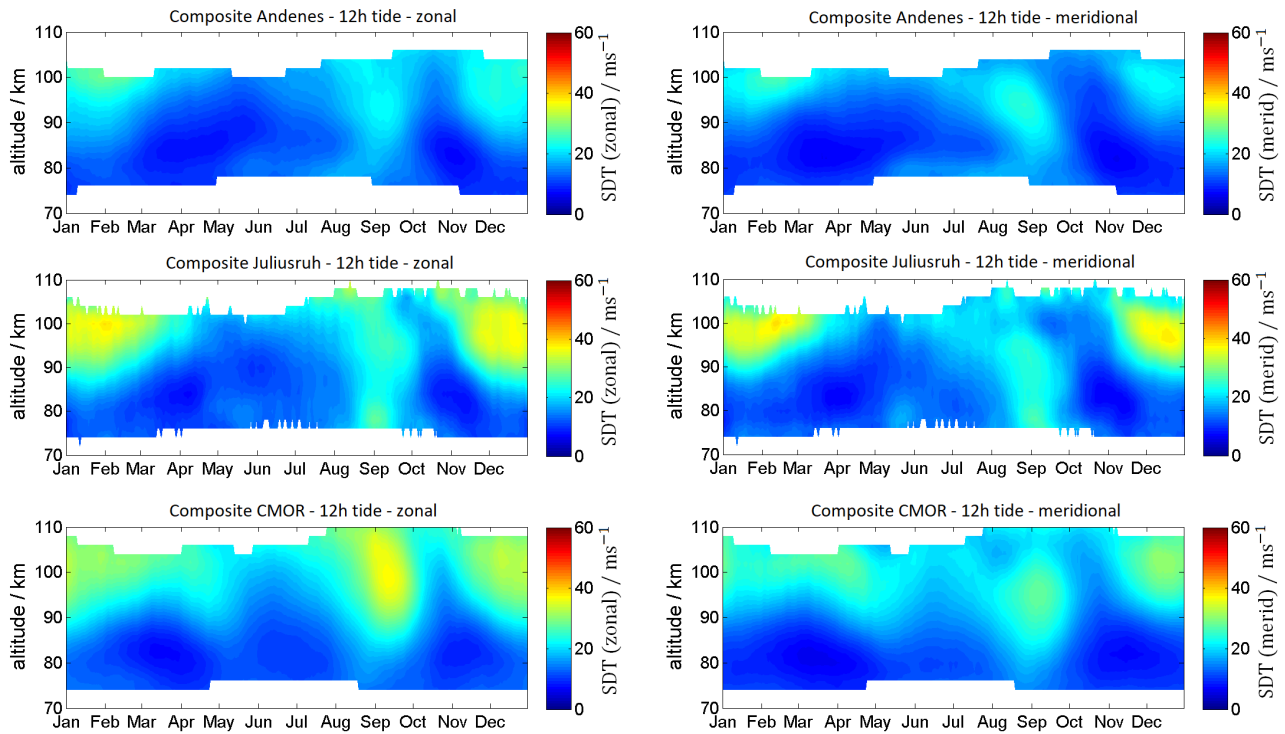 Composite Andenes - 12h tide - zonal
110
100
90
80
70
altitude / km
Jan Feb Mar Apr May Jun Jul Aug Sep Oct Nov Dec
60
40
20
0
SDT (zonal) / ms⁻¹
Composite Andenes - 12h tide - meridional
110
100
90
80
70
altitude / km
Jan Feb Mar Apr May Jun Jul Aug Sep Oct Nov Dec
60
40
20
0
SDT (merid) / ms⁻¹
Composite Juliusruh - 12h tide - zonal
110
100
90
80
70
altitude / km
Jan Feb Mar Apr May Jun Jul Aug Sep Oct Nov Dec
60
40
20
0
SDT (zonal) / ms⁻¹
Composite Juliusruh - 12h tide - meridional
110
100
90
80
70
altitude / km
Jan Feb Mar Apr May Jun Jul Aug Sep Oct Nov Dec
60
40
20
0
SDT (merid) / ms⁻¹
Composite CMOR - 12h tide - zonal
110
100
90
80
70
altitude / km
Jan Feb Mar Apr May Jun Jul Aug Sep Oct Nov Dec
60
40
20
0
SDT (zonal) / ms⁻¹
Composite CMOR - 12h tide - meridional
110
100
90
80
70
altitude / km
Jan Feb Mar Apr May Jun Jul Aug Sep Oct Nov Dec
60
40
20
0
SDT (merid) / ms⁻¹